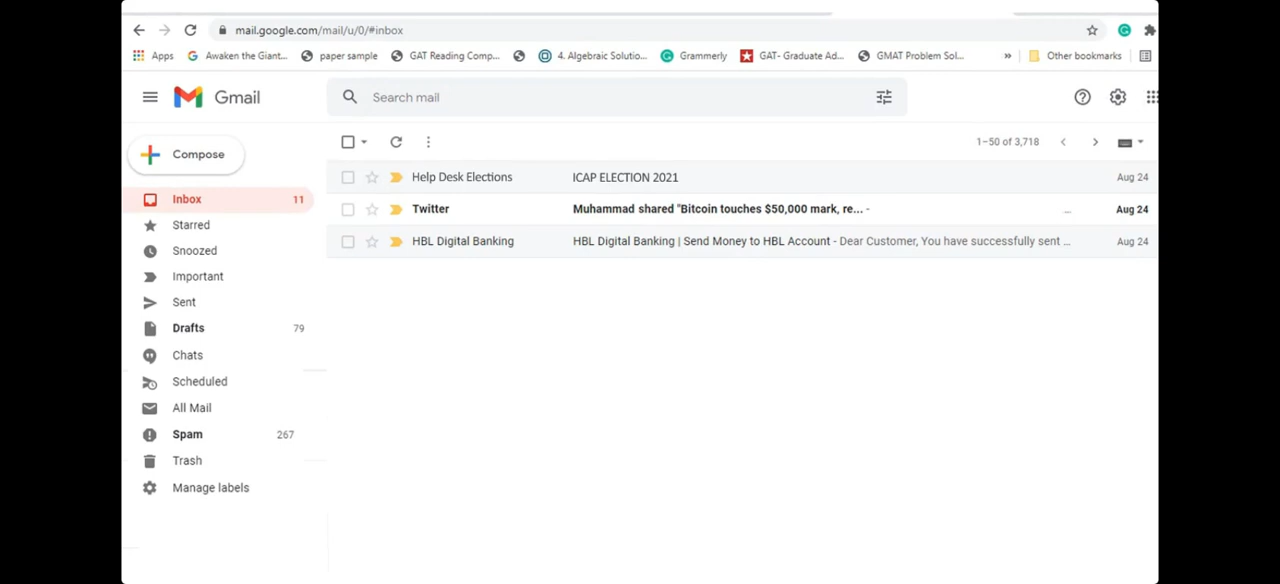 mail.google.com/mail/u/0/#inbox
Apps Awaken the Giant... paper sample GAT Reading Comp... 4. Algebraic Solutio... Grammerly GAT- Graduate Ad... GMAT Problem Sol... » Other bookmarks
Gmail Search mail
Compose 1–50 of 3,718
Help Desk Elections ICAP ELECTION 2021 Aug 24
Inbox 11
Twitter Muhammad shared "Bitcoin touches $50,000 mark, re... - ... Aug 24
Starred
HBL Digital Banking HBL Digital Banking | Send Money to HBL Account - Dear Customer, You have successfully sent ... Aug 24
Snoozed
Important
Sent
Drafts 79
Chats
Scheduled
All Mail
Spam 267
Trash
Manage labels